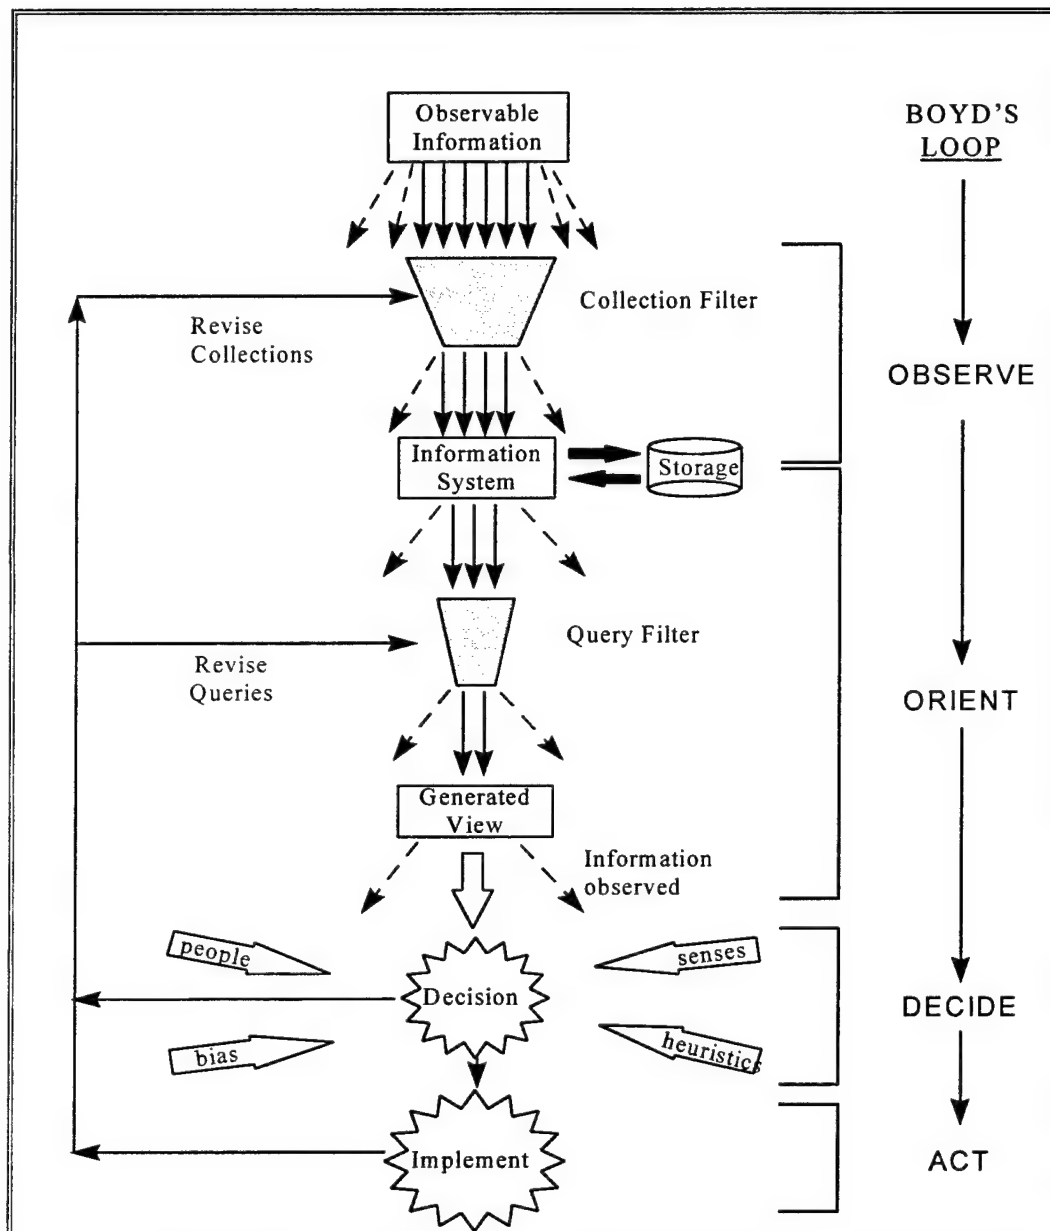 Observable
Information
BOYD'S
LOOP
Collection Filter
Revise
Collections
OBSERVE
Information
System
Storage
Query Filter
Revise
Queries
ORIENT
Generated
View
Information
observed
people
senses
Decision
DECIDE
bias
heuristics
Implement
ACT